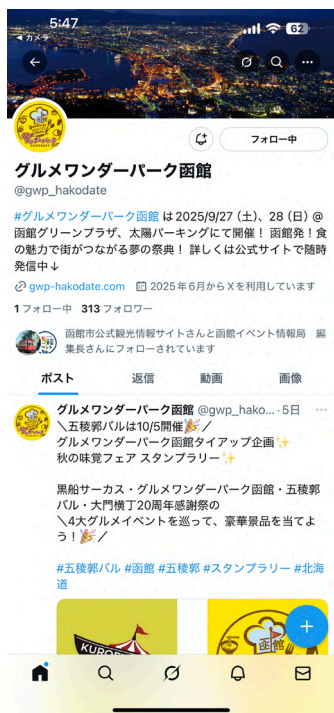 5:47
62
◀ カメラ
フォロー中
グルメワンダーパーク函館
@gwp_hakodate
#グルメワンダーパーク函館 は2025/9/27（土）、28（日）@
函館グリーンプラザ、太陽パーキングにて開催！ 函館発！食
の魅力で街がつながる夢の祭典！ 詳しくは公式サイトで随時
発信中↓
gwp-hakodate.com 2025年6月からXを利用しています
1 フォロー中 313 フォロワー
函館市公式観光情報サイトさんと函館イベント情報局 編
集長さんにフォローされています
ポスト 返信 動画 画像
グルメワンダーパーク函館 @gwp_hako... · 5日
＼五稜郭バルは10/5開催🎉／
グルメワンダーパーク函館タイアップ企画✨
秋の味覚フェア スタンプラリー✨
黒船サーカス・グルメワンダーパーク函館・五稜郭
バル・大門横丁20周年感謝祭の
＼4大グルメイベントを巡って、豪華景品を当てよ
う！🎉／
#五稜郭バル #函館 #五稜郭 #スタンプラリー #北海
道
函館